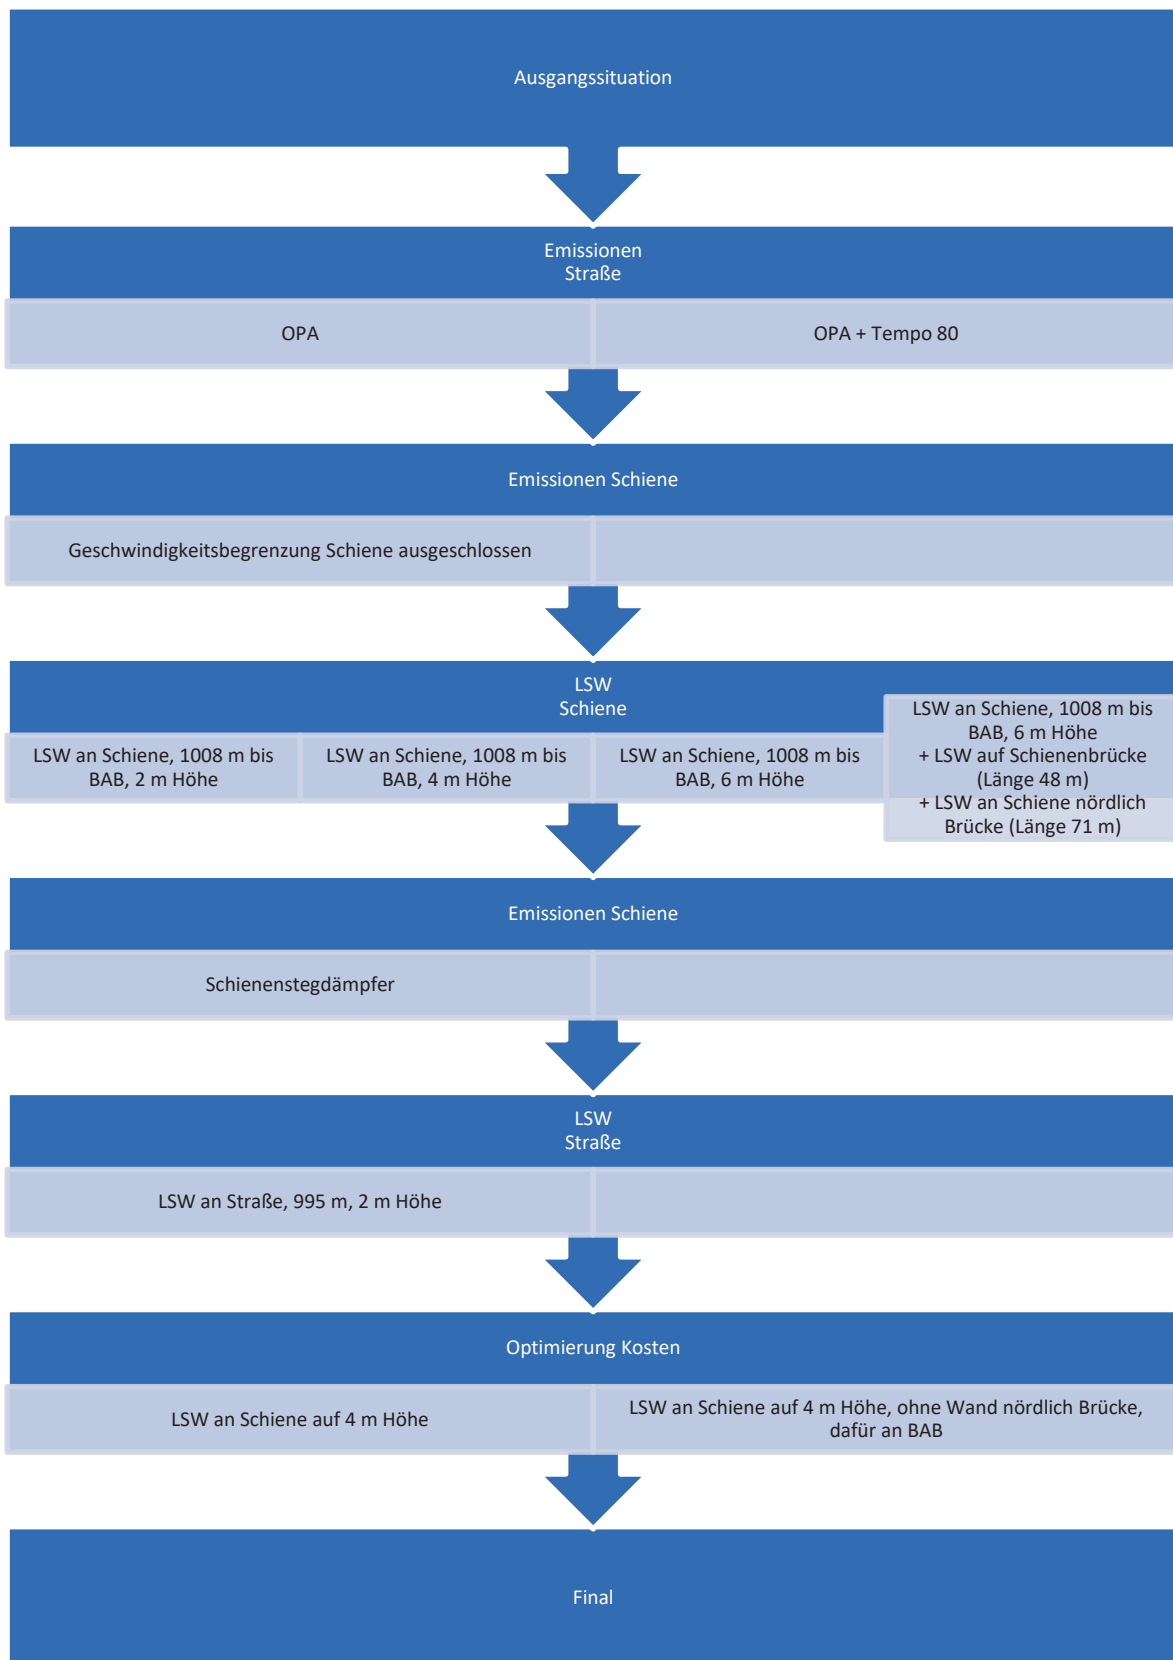 Ausgangssituation
Emissionen
Straße
OPA
OPA + Tempo 80
Emissionen Schiene
Geschwindigkeitsbegrenzung Schiene ausgeschlossen
LSW
Schiene
LSW an Schiene, 1008 m bis
BAB, 2 m Höhe
LSW an Schiene, 1008 m bis
BAB, 4 m Höhe
LSW an Schiene, 1008 m bis
BAB, 6 m Höhe
LSW an Schiene, 1008 m bis
BAB, 6 m Höhe
+ LSW auf Schienenbrücke
(Länge 48 m)
+ LSW an Schiene nördlich
Brücke (Länge 71 m)
Emissionen Schiene
Schienenstegdämpfer
LSW
Straße
LSW an Straße, 995 m, 2 m Höhe
Optimierung Kosten
LSW an Schiene auf 4 m Höhe
LSW an Schiene auf 4 m Höhe, ohne Wand nördlich Brücke,
dafür an BAB
Final